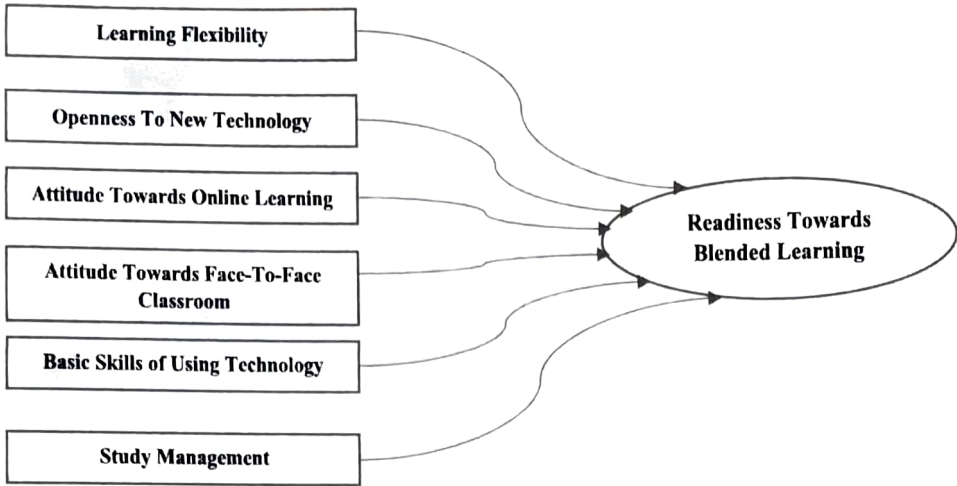 Learning Flexibility
Openness To New Technology
Attitude Towards Online Learning
Attitude Towards Face-To-Face
Classroom
Basic Skills of Using Technology
Study Management
Readiness Towards
Blended Learning